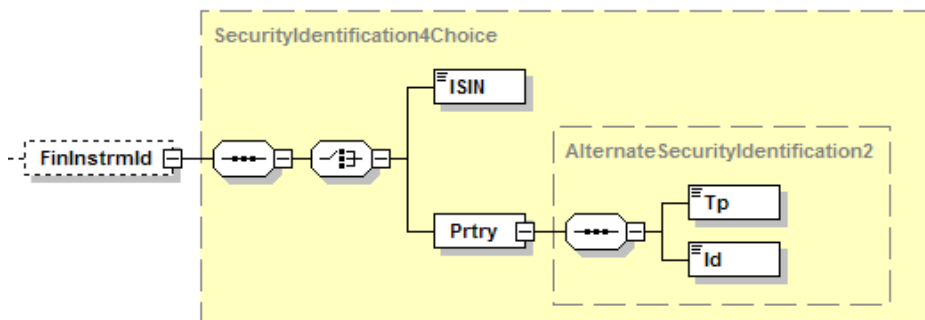 SecurityIdentification4Choice
ISIN
FinInstrmId
AlternateSecurityIdentification2
Tp
Prtry
Id